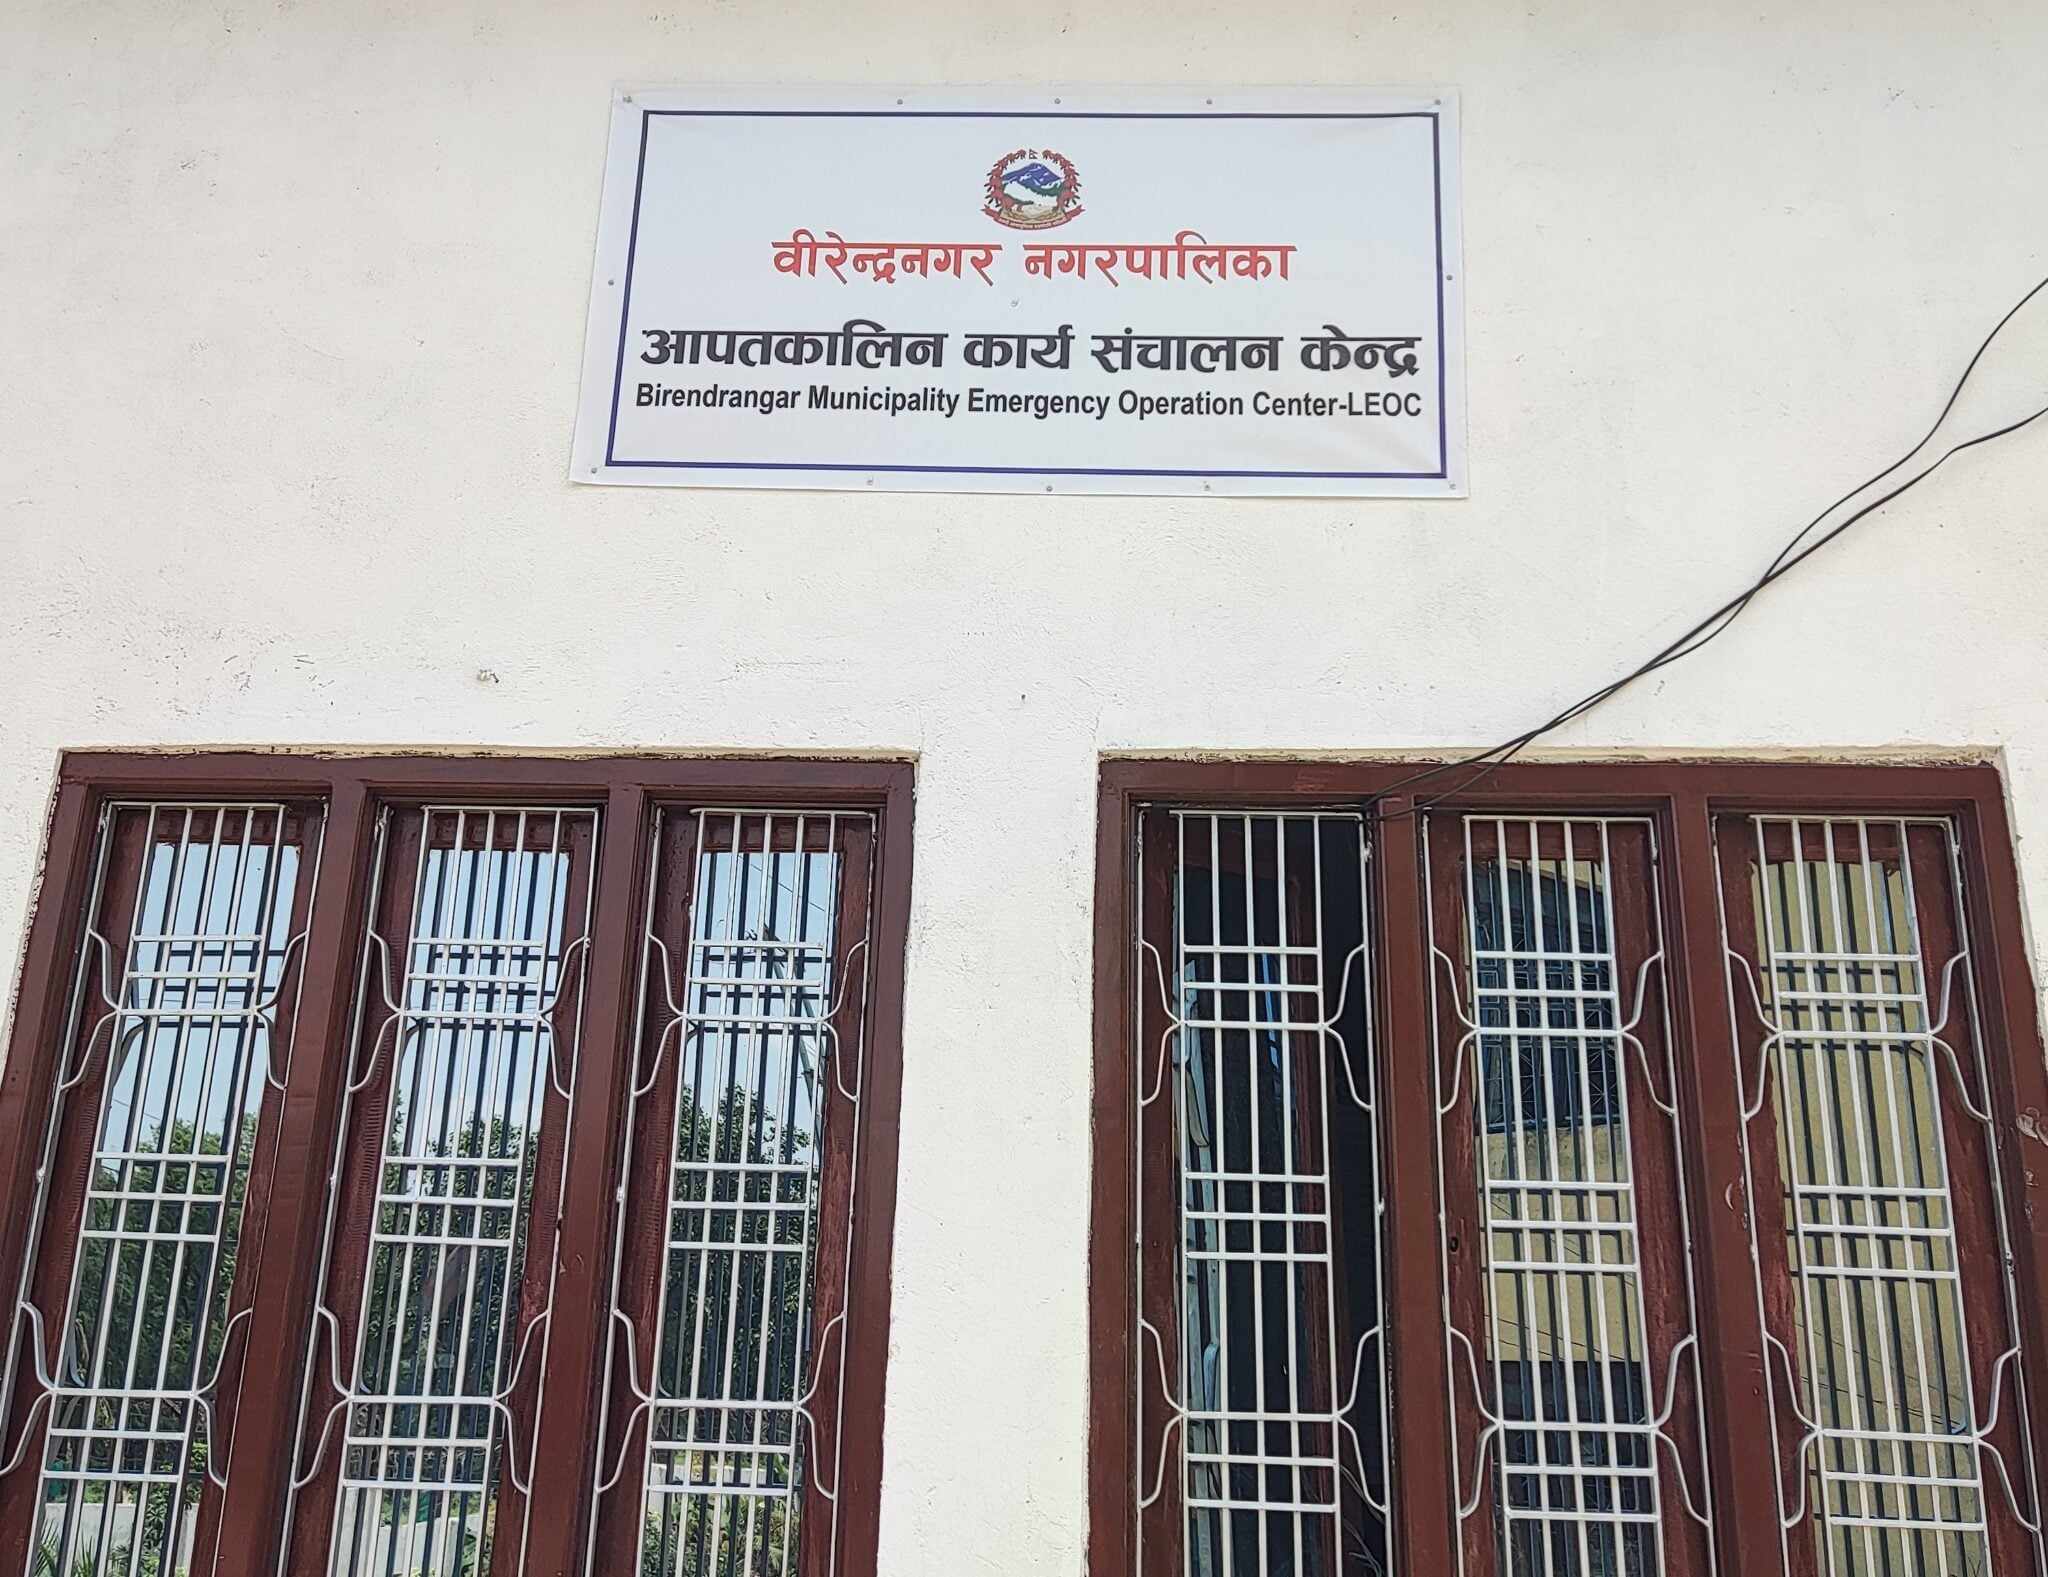 वीरेन्द्रनगर नगरपालिका
आपतकालिन कार्य संचालन केन्द्र
Birendrangar Municipality Emergency Operation Center-LEOC